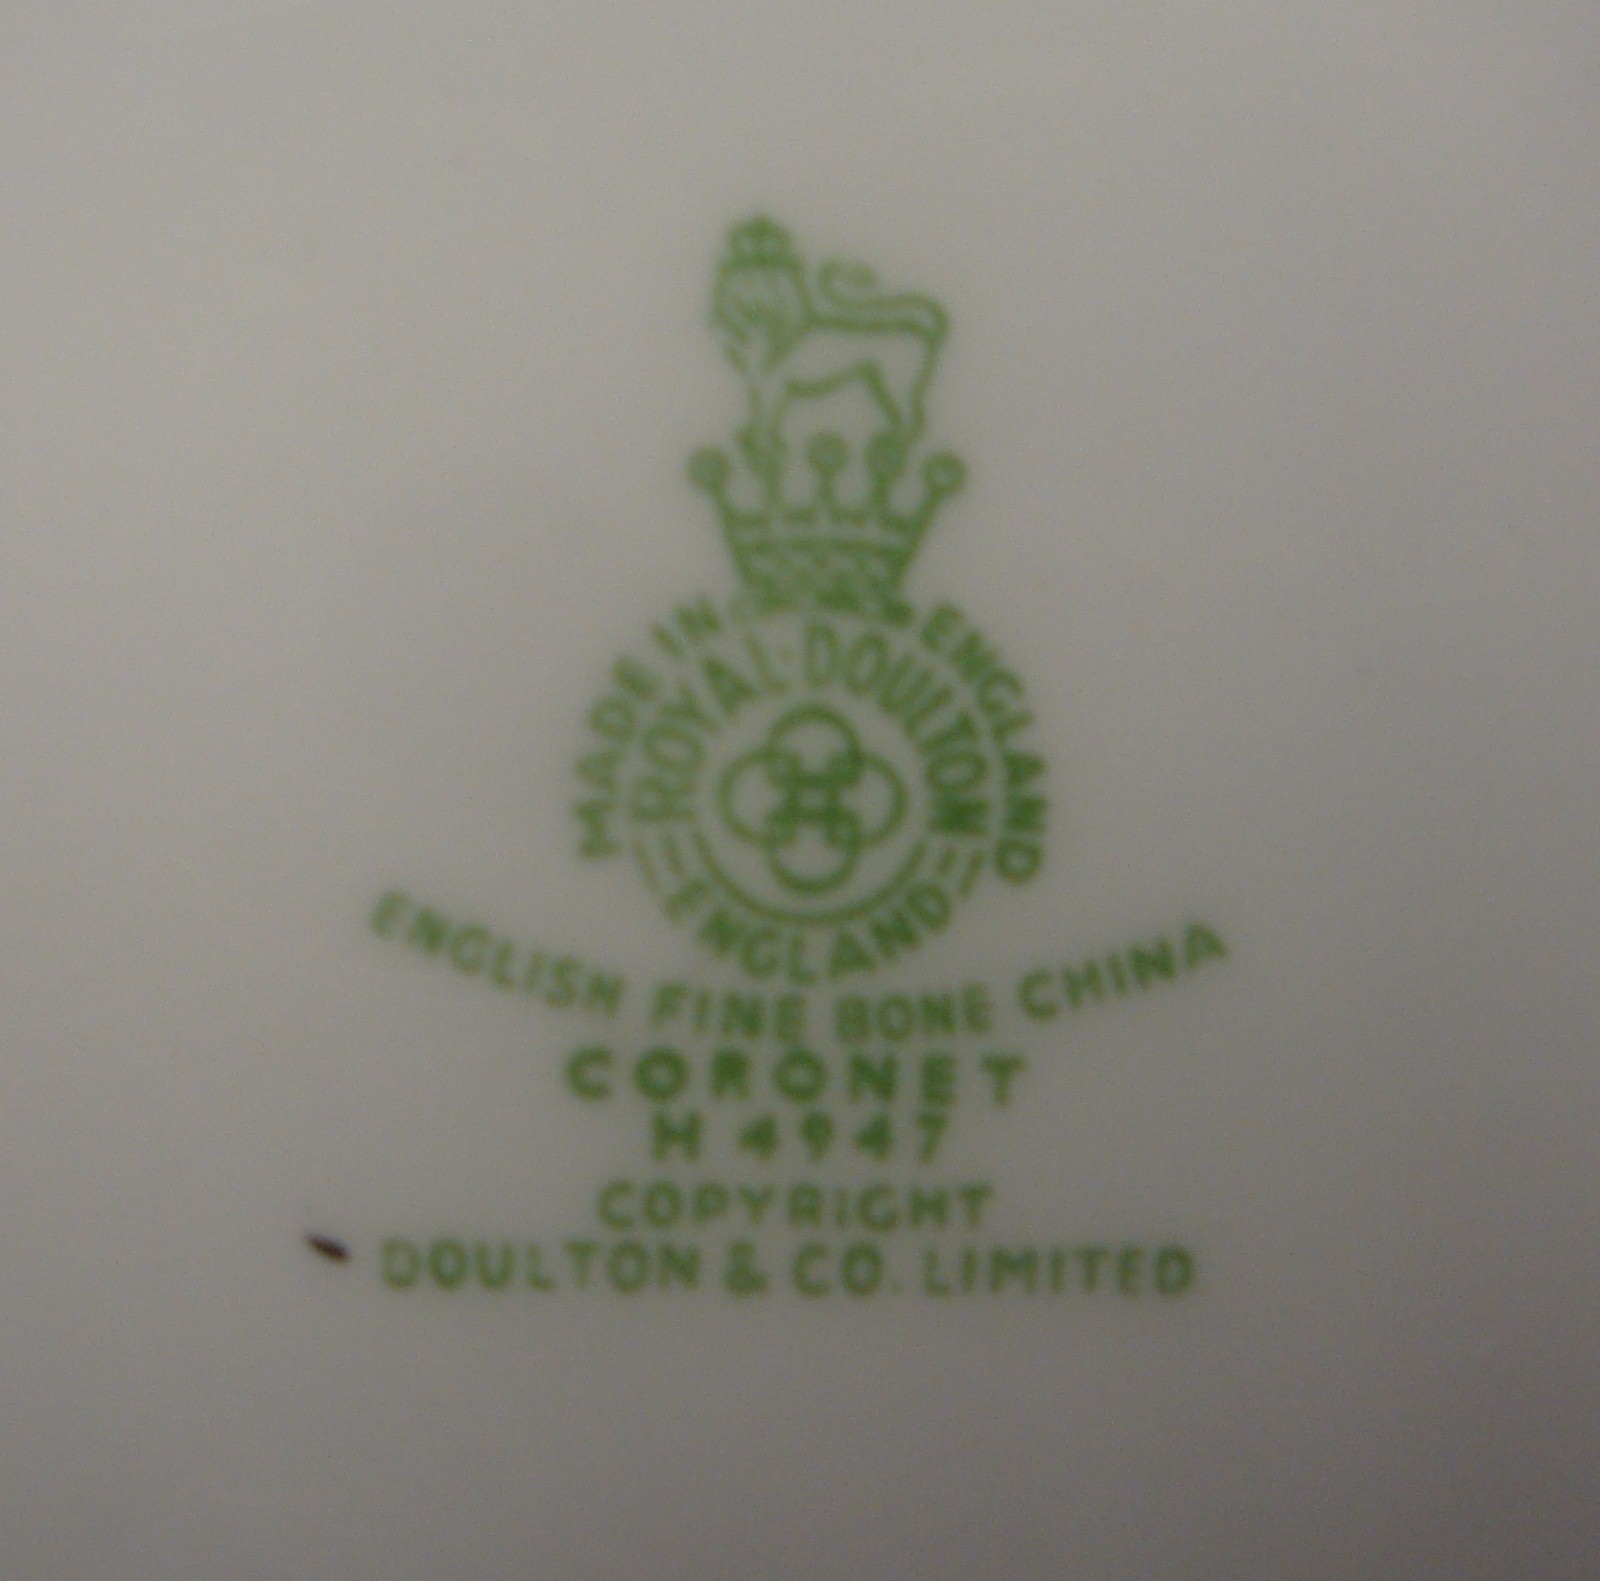 MADE IN ENGLAND
ROYAL·DOULTON
ENGLAND
ENGLISH FINE BONE CHINA
CORONET
H 4947
COPYRIGHT
DOULTON & CO. LIMITED